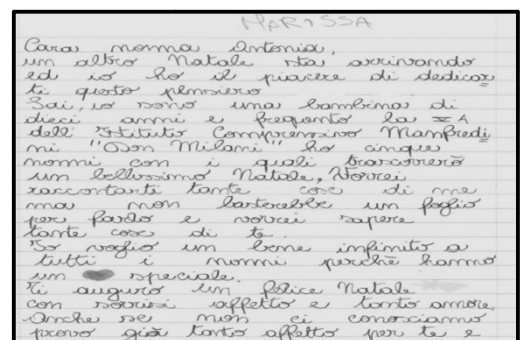 MARISSA
Cara nonna Antonia,
un altro Natale sta arrivando
ed io ho il piacere di dedicar
ti questo pensiero
Sai, io sono una bambina di
dieci anni e frequento la A
dell' Istituto Comprensivo Manfredi
ni "Don Milani" ho cinque
nonni con i quali trascorrerò
un bellissimo Natale, Vorrei
raccontarti tante cose di me
ma non basterebbe un foglio
per farlo e vorrei sapere
tante cose di te.
Io voglio un bene infinito a
tutti i nonni perchè hanno
un speciale.
Ti auguro un felice Natale
con sorrisi affetto e tanto amore.
Anche se non ci conosciamo
provo già tanto affetto per te e